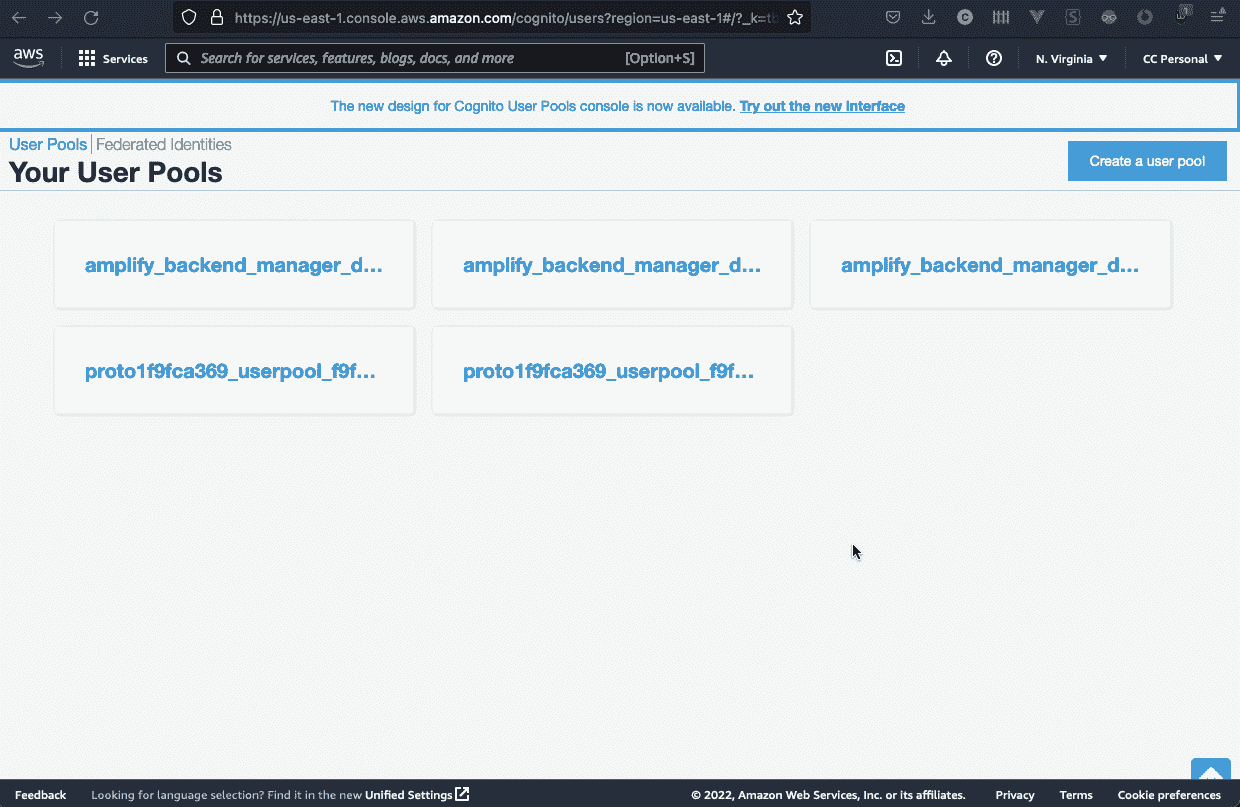 https://us-east-1.console.aws.amazon.com/cognito/users?region=us-east-1#/?_k=tb
aws Services Search for services, features, blogs, docs, and more [Option+S] N. Virginia CC Personal
The new design for Cognito User Pools console is now available. Try out the new interface
User Pools Federated Identities
Your User Pools
Create a user pool
amplify_backend_manager_d... amplify_backend_manager_d... amplify_backend_manager_d...
proto1f9fca369_userpool_f9f... proto1f9fca369_userpool_f9f...
Feedback Looking for language selection? Find it in the new Unified Settings © 2022, Amazon Web Services, Inc. or its affiliates. Privacy Terms Cookie preferences